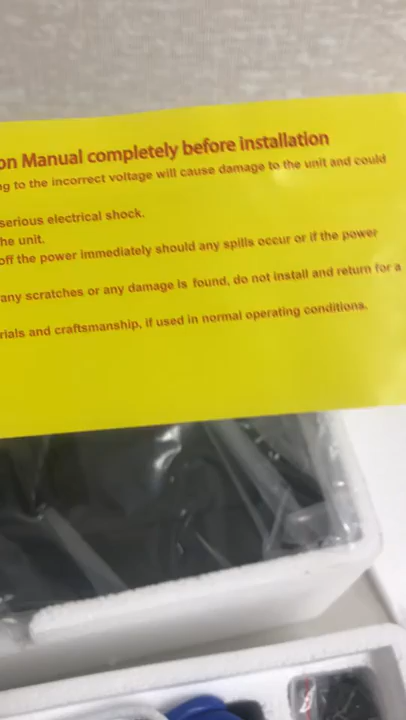 on Manual completely before installation
ng to the incorrect voltage will cause damage to the unit and could
serious electrical shock.
he unit.
off the power immediately should any spills occur or if the power
any scratches or any damage is found, do not install and return for a
rials and craftsmanship, if used in normal operating conditions.